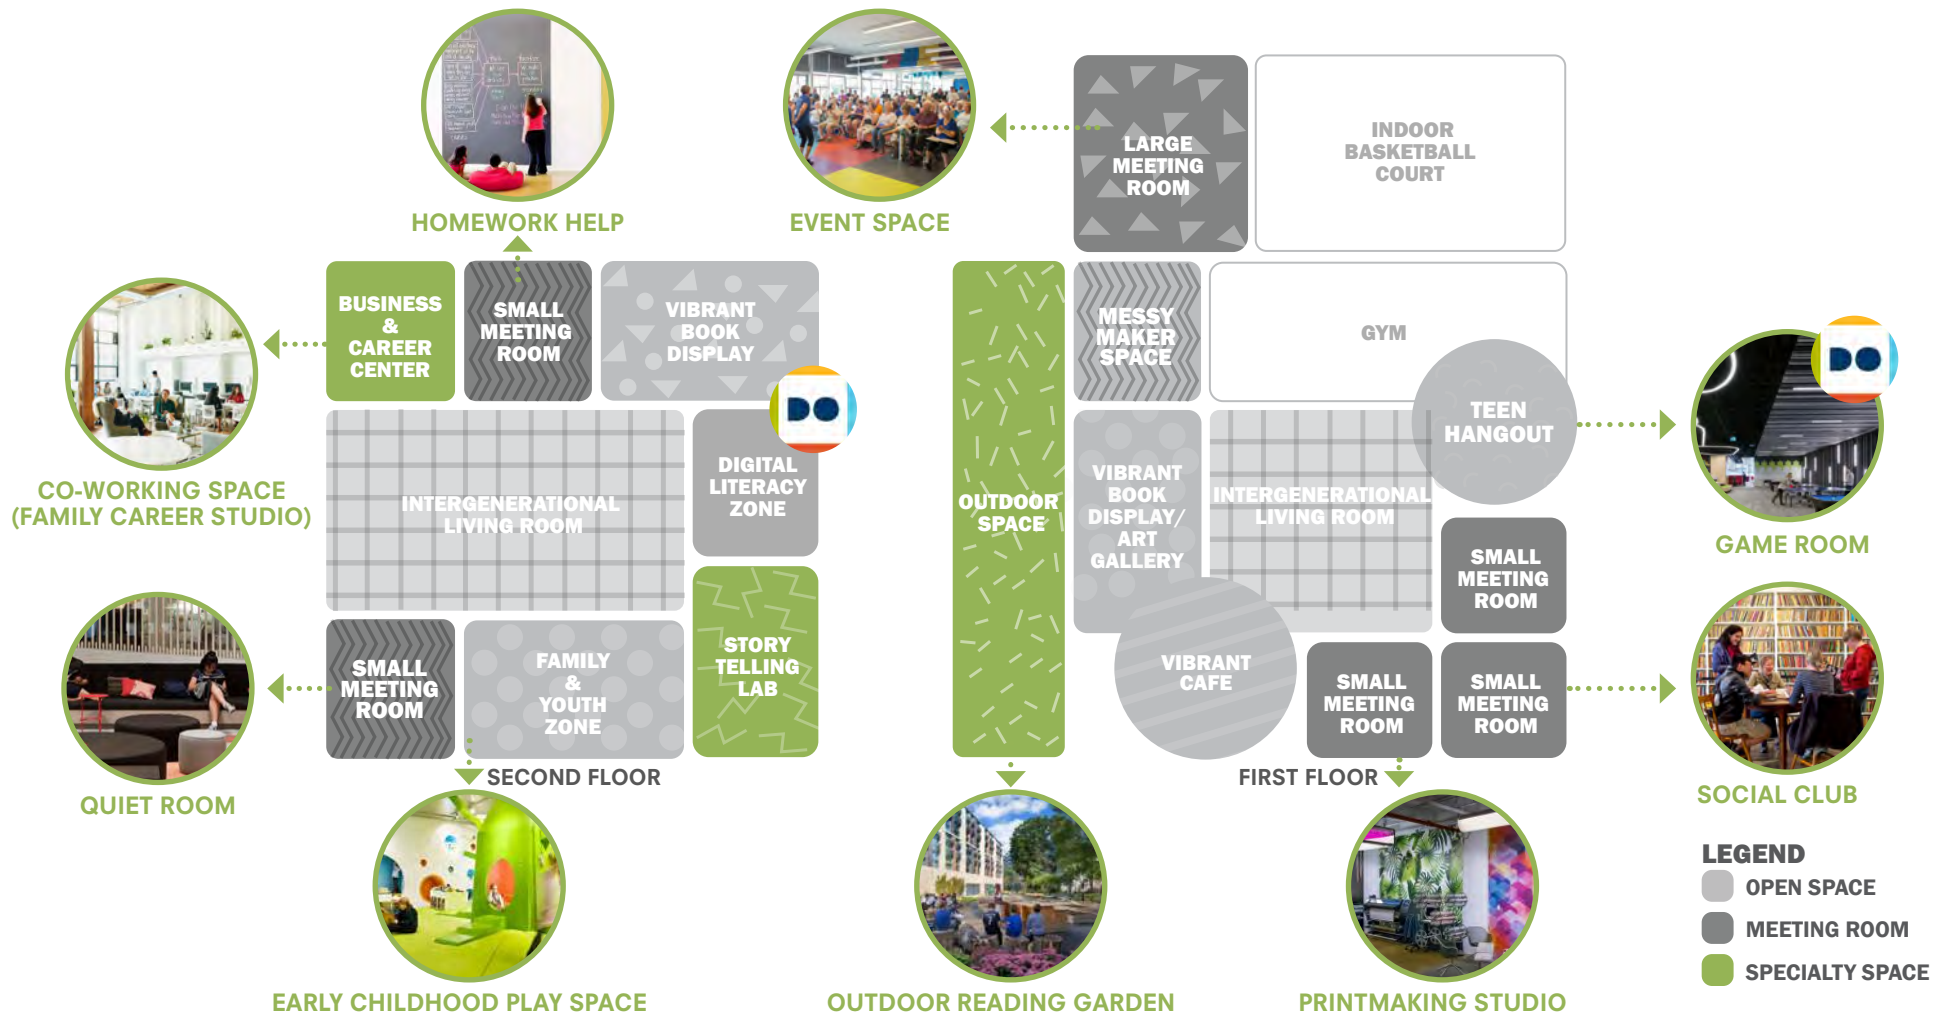 HOMEWORK HELP
EVENT SPACE
LARGE
MEETING
ROOM
INDOOR
BASKETBALL
COURT
BUSINESS
&
CAREER
CENTER
SMALL
MEETING
ROOM
VIBRANT
BOOK
DISPLAY
CO-WORKING SPACE
(FAMILY CAREER STUDIO)
INTERGENERATIONAL
LIVING ROOM
DO
DIGITAL
LITERACY
ZONE
SMALL
MEETING
ROOM
FAMILY
&
YOUTH
ZONE
STORY
TELLING
LAB
QUIET ROOM
SECOND FLOOR
EARLY CHILDHOOD PLAY SPACE
OUTDOOR
SPACE
MESSY
MAKER
SPACE
GYM
TEEN
HANGOUT
DO
GAME ROOM
VIBRANT
BOOK
DISPLAY/
ART
GALLERY
INTERGENERATIONAL
LIVING ROOM
SMALL
MEETING
ROOM
VIBRANT
CAFE
SMALL
MEETING
ROOM
SMALL
MEETING
ROOM
SOCIAL CLUB
FIRST FLOOR
OUTDOOR READING GARDEN
PRINTMAKING STUDIO
LEGEND
OPEN SPACE
MEETING ROOM
SPECIALTY SPACE